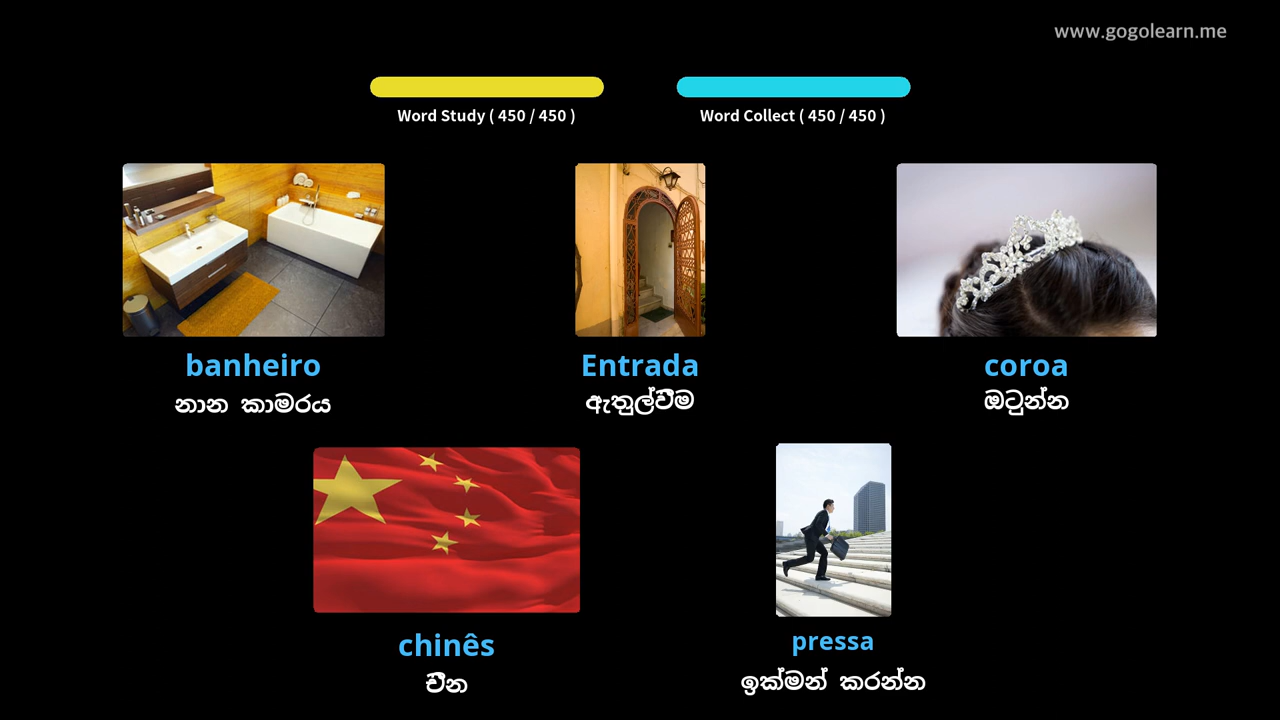 www.gogolearn.me
Word Study ( 450 / 450 )
Word Collect ( 450 / 450 )
banheiro
නාන කාමරය
Entrada
ඇතුල්වීම
coroa
ඔටුන්න
chinês
චීන
pressa
ඉක්මන් කරන්න